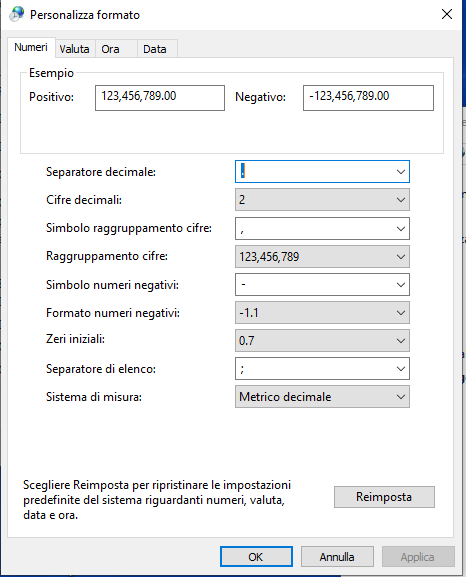 Personalizza formato
Numeri Valuta Ora Data
Esempio
Positivo: 123,456,789.00 Negativo: -123,456,789.00
Separatore decimale: .
Cifre decimali: 2
Simbolo raggruppamento cifre: ,
Raggruppamento cifre: 123,456,789
Simbolo numeri negativi: -
Formato numeri negativi: -1.1
Zeri iniziali: 0.7
Separatore di elenco: ;
Sistema di misura: Metrico decimale
Scegliere Reimposta per ripristinare le impostazioni
predefinite del sistema riguardanti numeri, valuta,
data e ora.
Reimposta
OK Annulla Applica